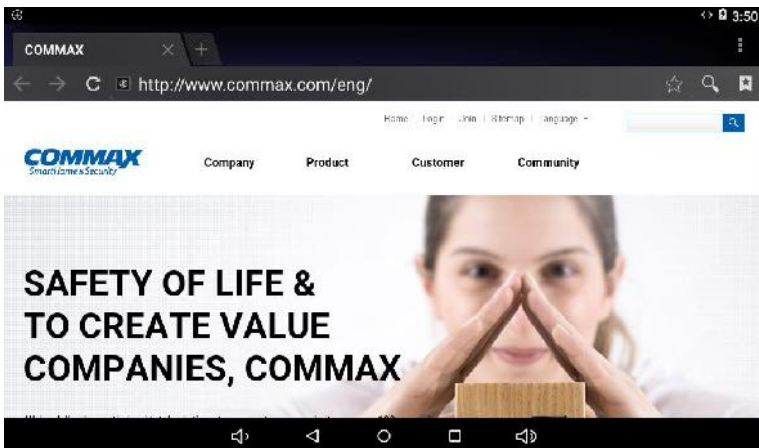 3:50
COMMAX
http://www.commax.com/eng/
Home Login Join Sitemap Language
COMMAX
Smart Home & Security
Company Product Customer Community
SAFETY OF LIFE &
TO CREATE VALUE
COMPANIES, COMMAX